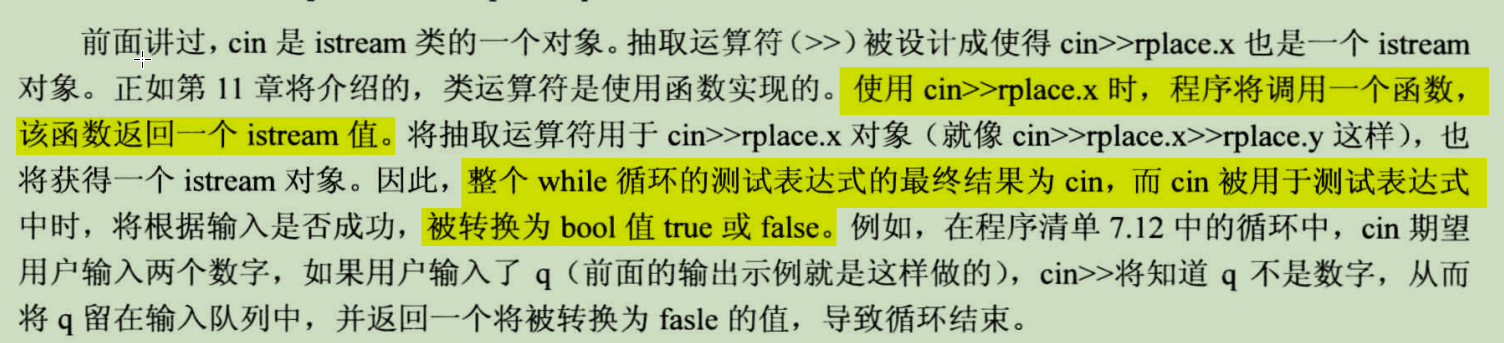 前面讲过，cin 是 istream 类的一个对象。抽取运算符（>>）被设计成使得 cin>>rplace.x 也是一个 istream
对象。正如第 11 章将介绍的，类运算符是使用函数实现的。使用 cin>>rplace.x 时，程序将调用一个函数，
该函数返回一个 istream 值。将抽取运算符用于 cin>>rplace.x 对象（就像 cin>>rplace.x>>rplace.y 这样），也
将获得一个 istream 对象。因此，整个 while 循环的测试表达式的最终结果为 cin，而 cin 被用于测试表达式
中时，将根据输入是否成功，被转换为 bool 值 true 或 false。例如，在程序清单 7.12 中的循环中，cin 期望
用户输入两个数字，如果用户输入了 q（前面的输出示例就是这样做的），cin>>将知道 q 不是数字，从而
将 q 留在输入队列中，并返回一个将被转换为 fasle 的值，导致循环结束。